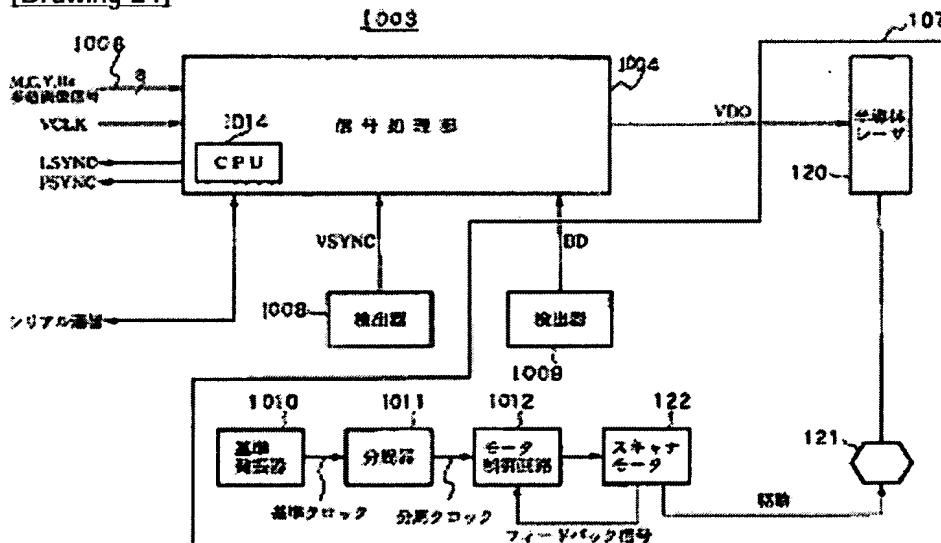 [Drawing 24]
1003
107
1006
1004
M,C,Y,Bk
多値画像信号
8
VCLK
1014
CPU
信号処理部
VDO
半導体
レーザ
120
LSYNC
PSYNC
VSYNC
BD
1008
検出器
検出器
1009
シリアル通信
1010
1011
1012
122
121
基準
発振器
分周器
モータ
制御回路
スキャナ
モータ
基準クロック
分周クロック
フィードバック信号